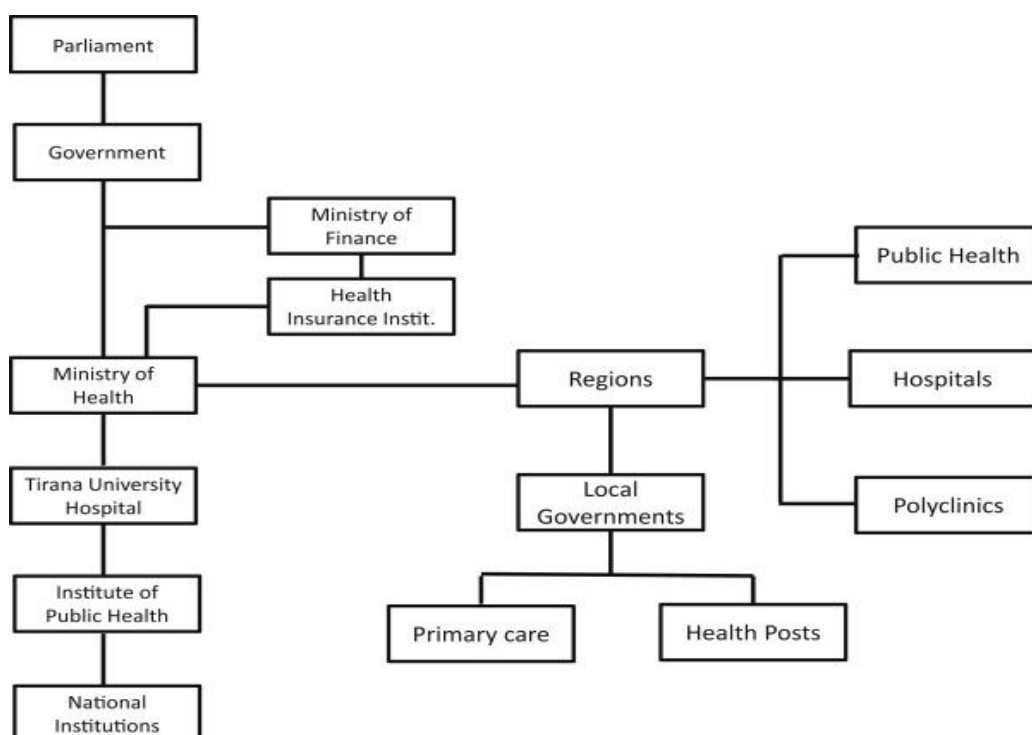 Parliament
Government
Ministry of
Finance
Health
Insurance Instit.
Ministry of
Health
Tirana University
Hospital
Institute of
Public Health
National
Institutions
Regions
Local
Governments
Primary care
Health Posts
Public Health
Hospitals
Polyclinics